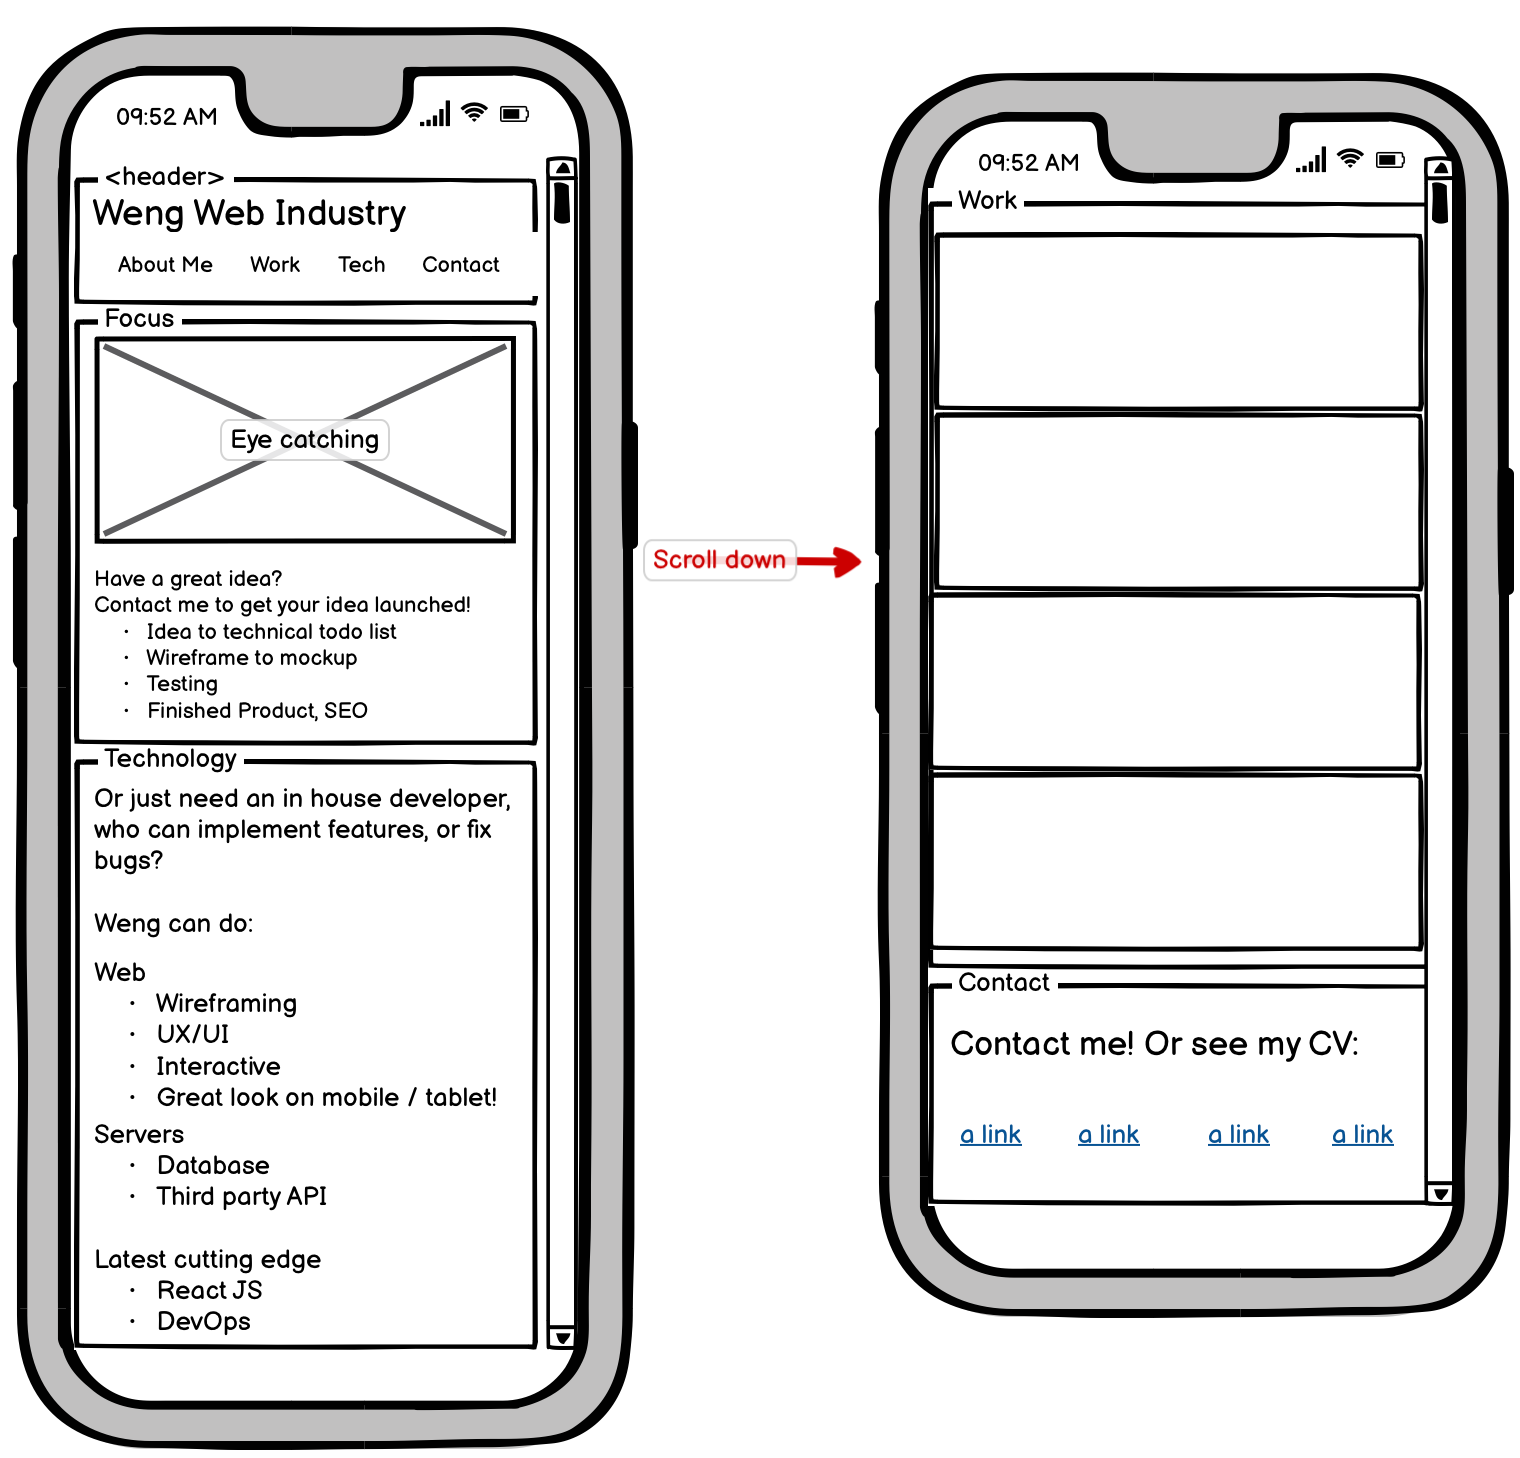 09:52 AM
<header>
Weng Web Industry
About Me Work Tech Contact
Focus
Eye catching
Have a great idea?
Contact me to get your idea launched!
· Idea to technical todo list
· Wireframe to mockup
· Testing
· Finished Product, SEO
Technology
Or just need an in house developer,
who can implement features, or fix
bugs?
Weng can do:
Web
· Wireframing
· UX/UI
· Interactive
· Great look on mobile / tablet!
Servers
· Database
· Third party API
Latest cutting edge
· React JS
· DevOps
Scroll down
09:52 AM
Work
Contact
Contact me! Or see my CV:
a link a link a link a link